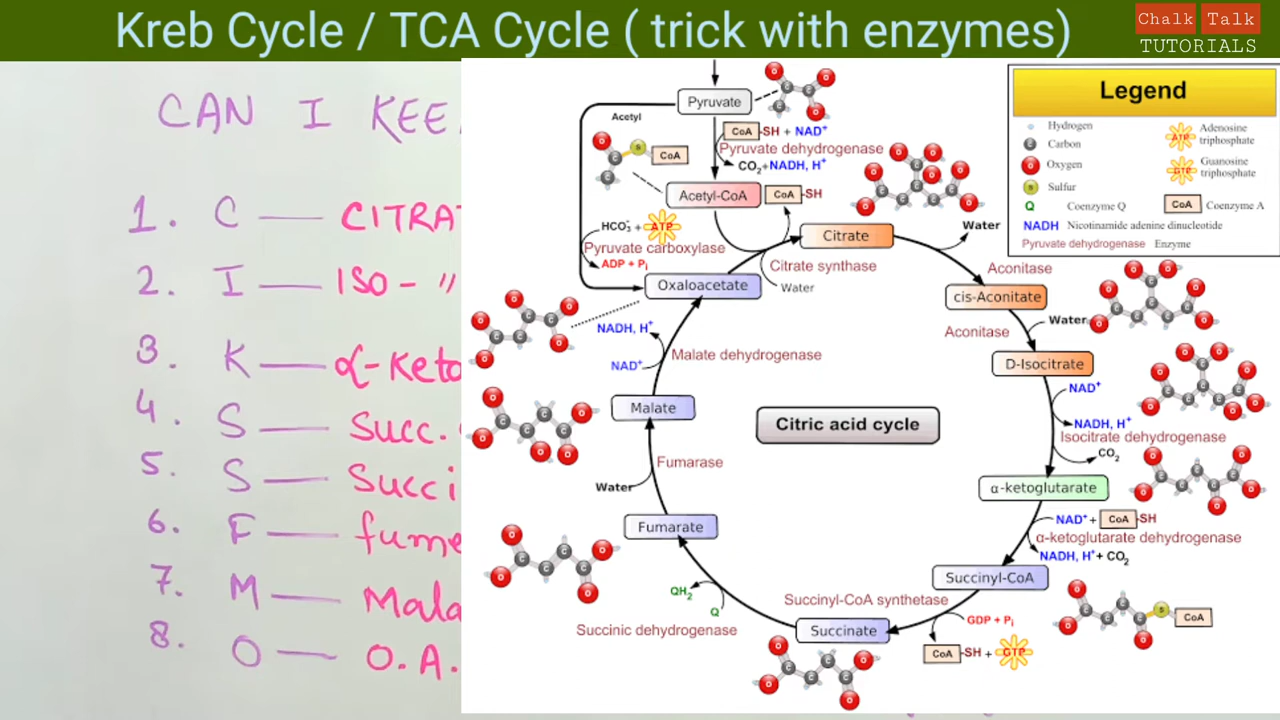 Kreb Cycle / TCA Cycle ( trick with enzymes)
Chalk Talk
TUTORIALS
CAN I KEE
1. C — CITRAT
2. I — ISO - "
3. K — α-Keto
4. S — Succ.
5. S — Succi
6. F — fume
7. M — Mala
8. O — O.A.
Pyruvate
Acetyl
CoA-SH + NAD⁺
Pyruvate dehydrogenase
CO₂+NADH, H⁺
S CoA
Acetyl-CoA
CoA-SH
HCO₃⁻ + ATP
Pyruvate carboxylase
ADP + Pi
Oxaloacetate
Citrate
Citrate synthase
Water
Water
Aconitase
cis-Aconitate
Aconitase
Water
D-Isocitrate
NAD⁺
NADH, H⁺
Isocitrate dehydrogenase
CO₂
α-ketoglutarate
NAD⁺+ CoA-SH
α-ketoglutarate dehydrogenase
NADH, H⁺+ CO₂
Succinyl-CoA
Succinyl-CoA synthetase
GDP + Pi
CoA-SH + GTP
S CoA
Succinate
QH₂
Q
Succinic dehydrogenase
Fumarate
Water
Fumarase
Malate
NADH, H⁺
NAD⁺
Malate dehydrogenase
Citric acid cycle
Legend
Hydrogen
C Carbon
O Oxygen
S Sulfur
Q Coenzyme Q
ATP Adenosine triphosphate
GTP Guanosine triphosphate
CoA Coenzyme A
NADH Nicotinamide adenine dinucleotide
Pyruvate dehydrogenase Enzyme